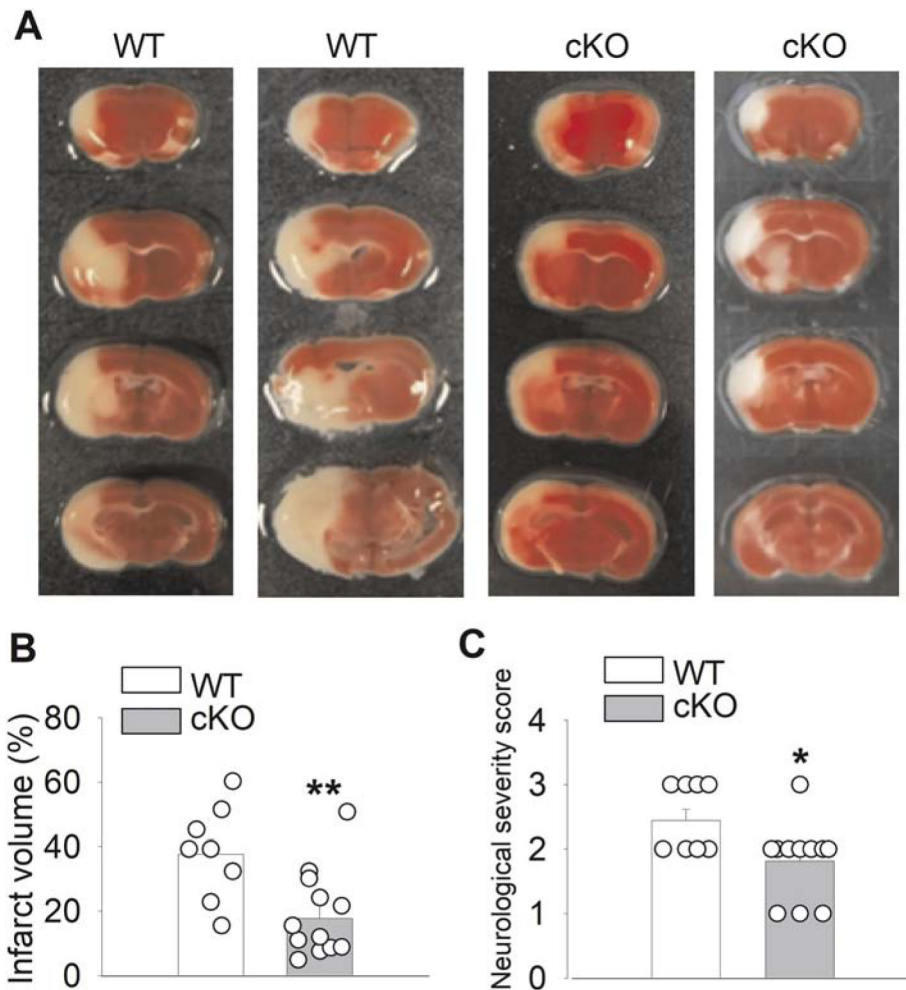 A
WT WT cKO cKO
B
WT
cKO
Infarct volume (%)
80
60
40
20
0
**
C
WT
cKO
Neurological severity score
4
3
2
1
0
*